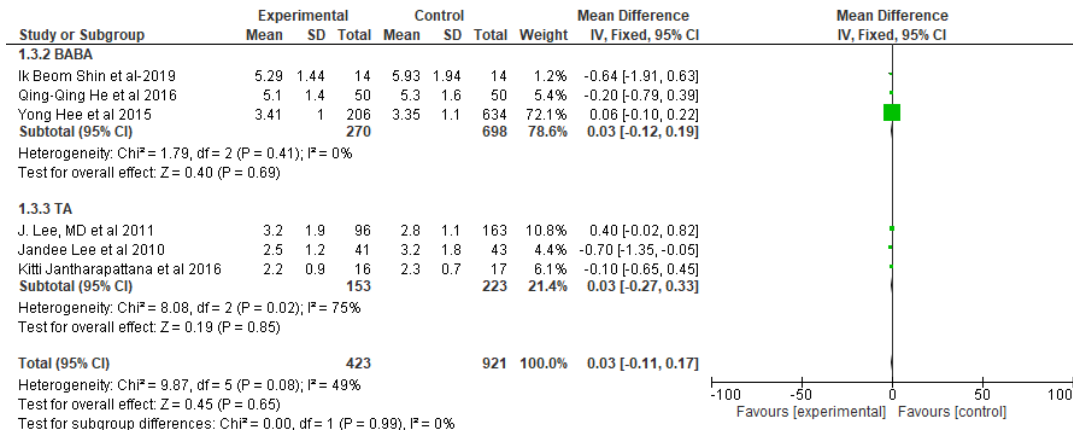 Experimental Control Mean Difference Mean Difference
Study or Subgroup Mean SD Total Mean SD Total Weight IV, Fixed, 95% CI IV, Fixed, 95% CI
1.3.2 BABA
Ik Beom Shin et al-2019 5.29 1.44 14 5.93 1.94 14 1.2% -0.64 [-1.91, 0.63]
Qing-Qing He et al 2016 5.1 1.4 50 5.3 1.6 50 5.4% -0.20 [-0.79, 0.39]
Yong Hee et al 2015 3.41 1 206 3.35 1.1 634 72.1% 0.06 [-0.10, 0.22]
Subtotal (95% CI) 270 698 78.6% 0.03 [-0.12, 0.19]
Heterogeneity: Chi² = 1.79, df = 2 (P = 0.41); I² = 0%
Test for overall effect: Z = 0.40 (P = 0.69)
1.3.3 TA
J. Lee, MD et al 2011 3.2 1.9 96 2.8 1.1 163 10.8% 0.40 [-0.02, 0.82]
Jandee Lee et al 2010 2.5 1.2 41 3.2 1.8 43 4.4% -0.70 [-1.35, -0.05]
Kitti Jantharapattana et al 2016 2.2 0.9 16 2.3 0.7 17 6.1% -0.10 [-0.65, 0.45]
Subtotal (95% CI) 153 223 21.4% 0.03 [-0.27, 0.33]
Heterogeneity: Chi² = 8.08, df = 2 (P = 0.02); I² = 75%
Test for overall effect: Z = 0.19 (P = 0.85)
Total (95% CI) 423 921 100.0% 0.03 [-0.11, 0.17]
Heterogeneity: Chi² = 9.87, df = 5 (P = 0.08); I² = 49%
Test for overall effect: Z = 0.45 (P = 0.65)
Test for subgroup differences: Chi² = 0.00, df = 1 (P = 0.99), I² = 0%
-100 -50 0 50 100
Favours [experimental] Favours [control]